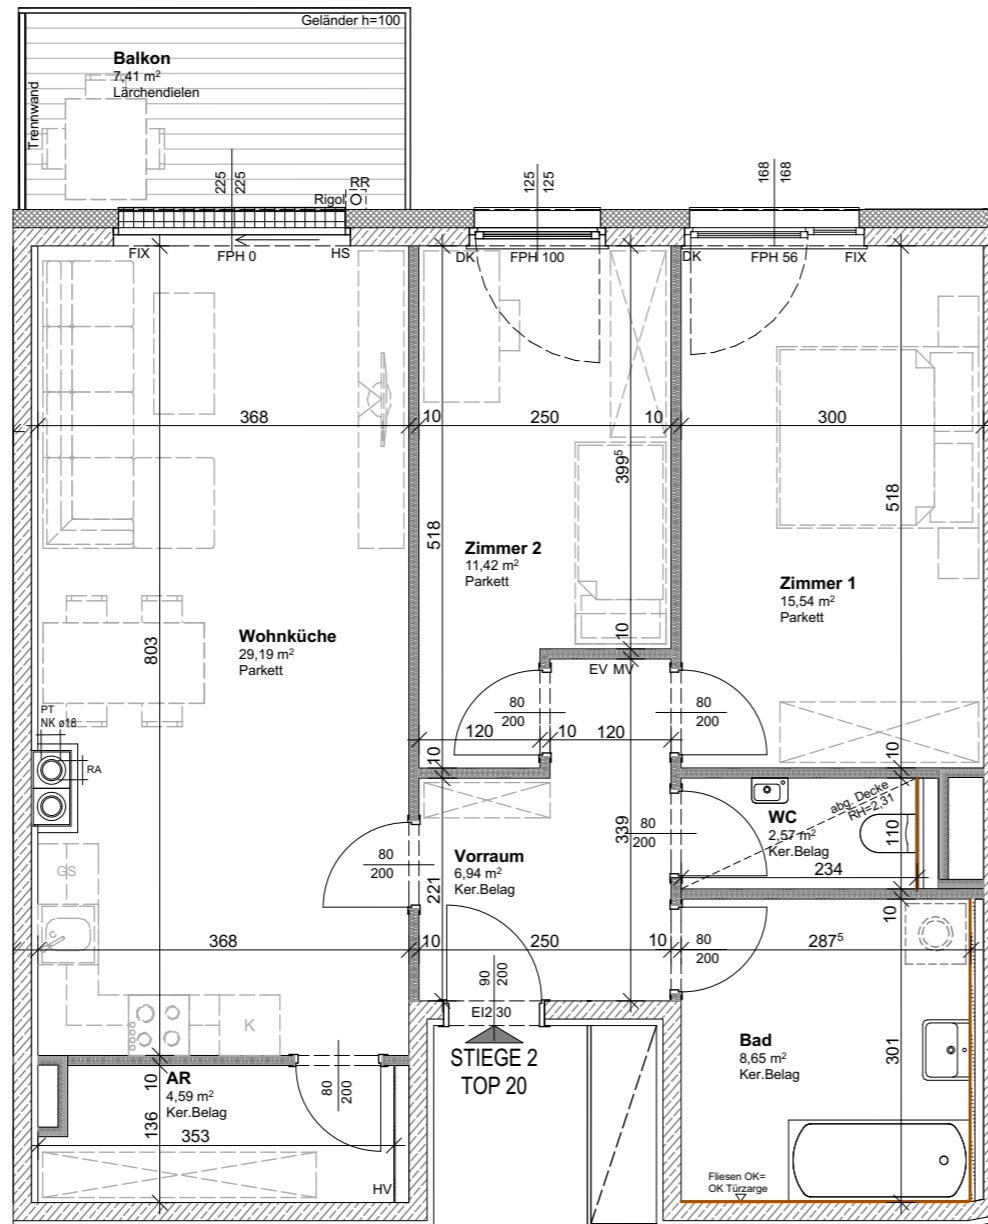 Geländer h=100
Balkon
7,41 m²
Lärchendielen
Trennwand
225
225
RR
Rigol
125
125
168
168
FIX
FPH 0
HS
DK
FPH 100
DK
FPH 56
FIX
368
10
250
10
300
399⁵
518
518
Zimmer 2
11,42 m²
Parkett
Zimmer 1
15,54 m²
Parkett
Wohnküche
29,19 m²
Parkett
803
10
EV MV
PT
NK ø18
RA
80
200
80
200
120
10
120
10
10
abg. Decke
RH=2,31
WC
2,57 m²
Ker.Belag
110
234
339
80
200
80
200
Vorraum
6,94 m²
Ker.Belag
221
GS
10
368
10
250
10
80
200
287⁵
90
200
EI2 30
K
STIEGE 2
TOP 20
Bad
8,65 m²
Ker.Belag
301
AR
4,59 m²
Ker.Belag
10
136
353
80
200
HV
Fliesen OK=
OK Türzarge